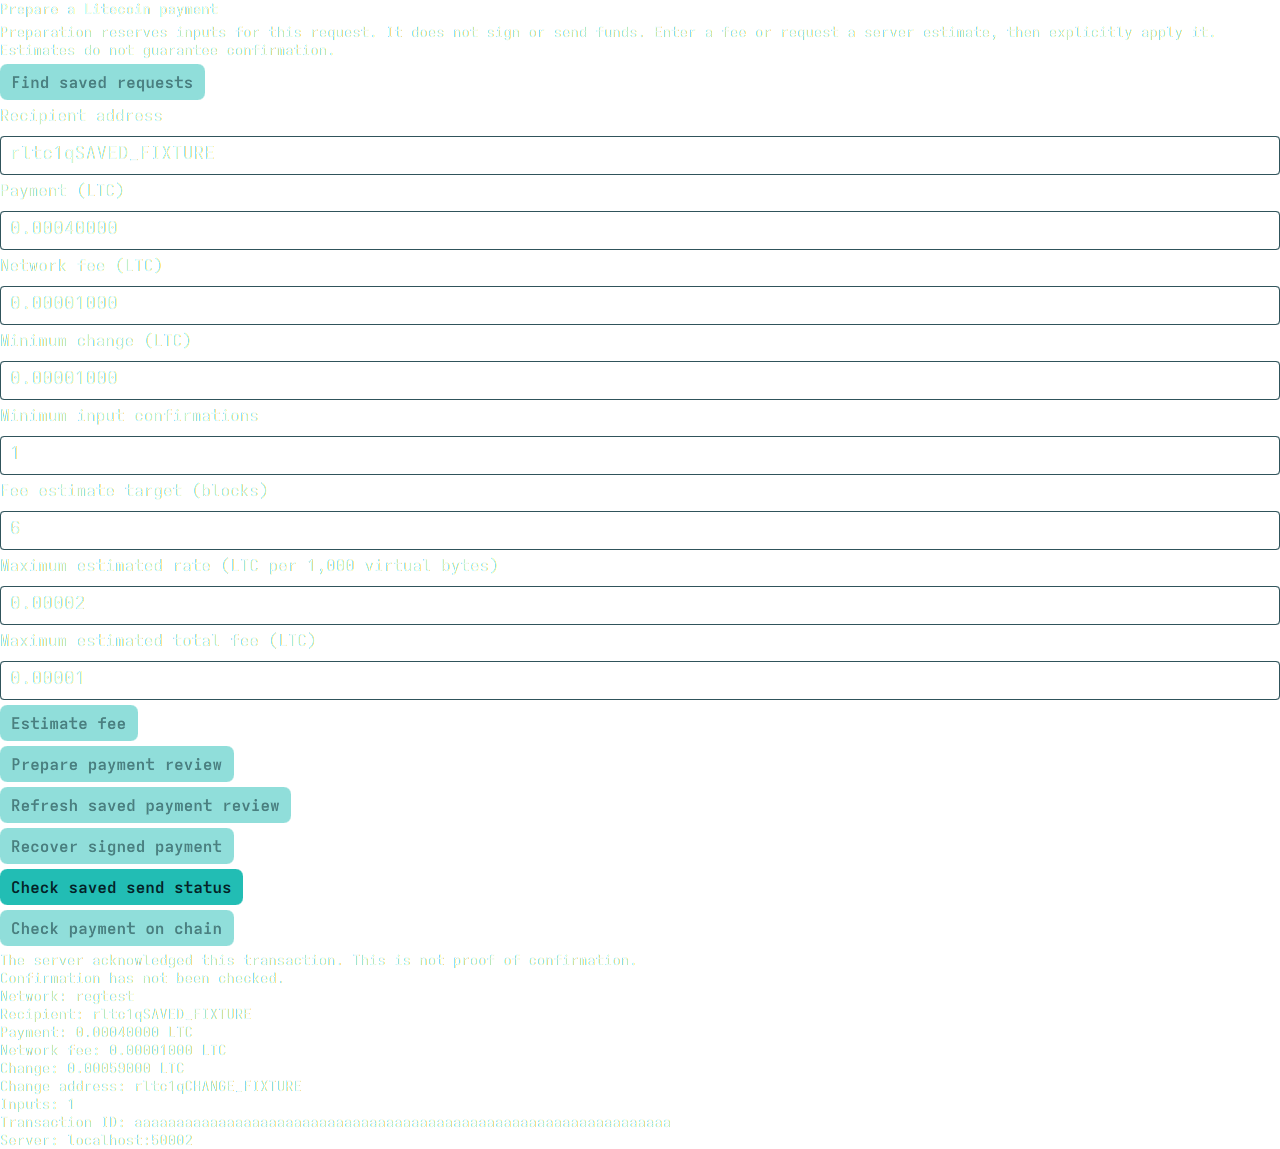 Prepare a Litecoin payment
Preparation reserves inputs for this request. It does not sign or send funds. Enter a fee or request a server estimate, then explicitly apply it.
Estimates do not guarantee confirmation.
Find saved requests
Recipient address
rltc1qSAVED_FIXTURE
Payment (LTC)
0.00040000
Network fee (LTC)
0.00001000
Minimum change (LTC)
0.00001000
Minimum input confirmations
1
Fee estimate target (blocks)
6
Maximum estimated rate (LTC per 1,000 virtual bytes)
0.00002
Maximum estimated total fee (LTC)
0.00001
Estimate fee
Prepare payment review
Refresh saved payment review
Recover signed payment
Check saved send status
Check payment on chain
The server acknowledged this transaction. This is not proof of confirmation.
Confirmation has not been checked.
Network: regtest
Recipient: rltc1qSAVED_FIXTURE
Payment: 0.00040000 LTC
Network fee: 0.00001000 LTC
Change: 0.00059000 LTC
Change address: rltc1qCHANGE_FIXTURE
Inputs: 1
Transaction ID: aaaaaaaaaaaaaaaaaaaaaaaaaaaaaaaaaaaaaaaaaaaaaaaaaaaaaaaaaaaaaaaa
Server: localhost:50002